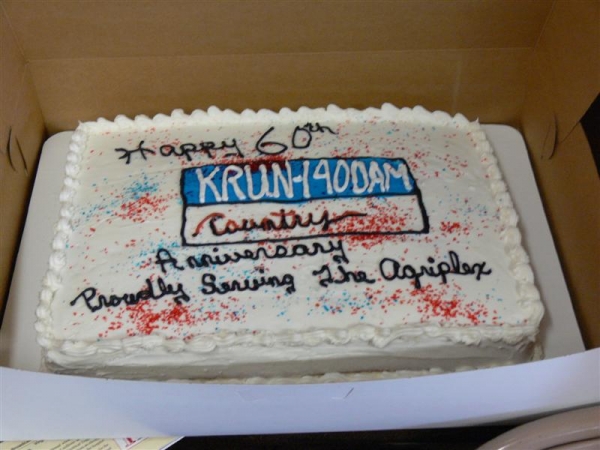 Happy 60th
KRUN-1400AM
Country
Anniversary
Proudly Serving The Agriplex